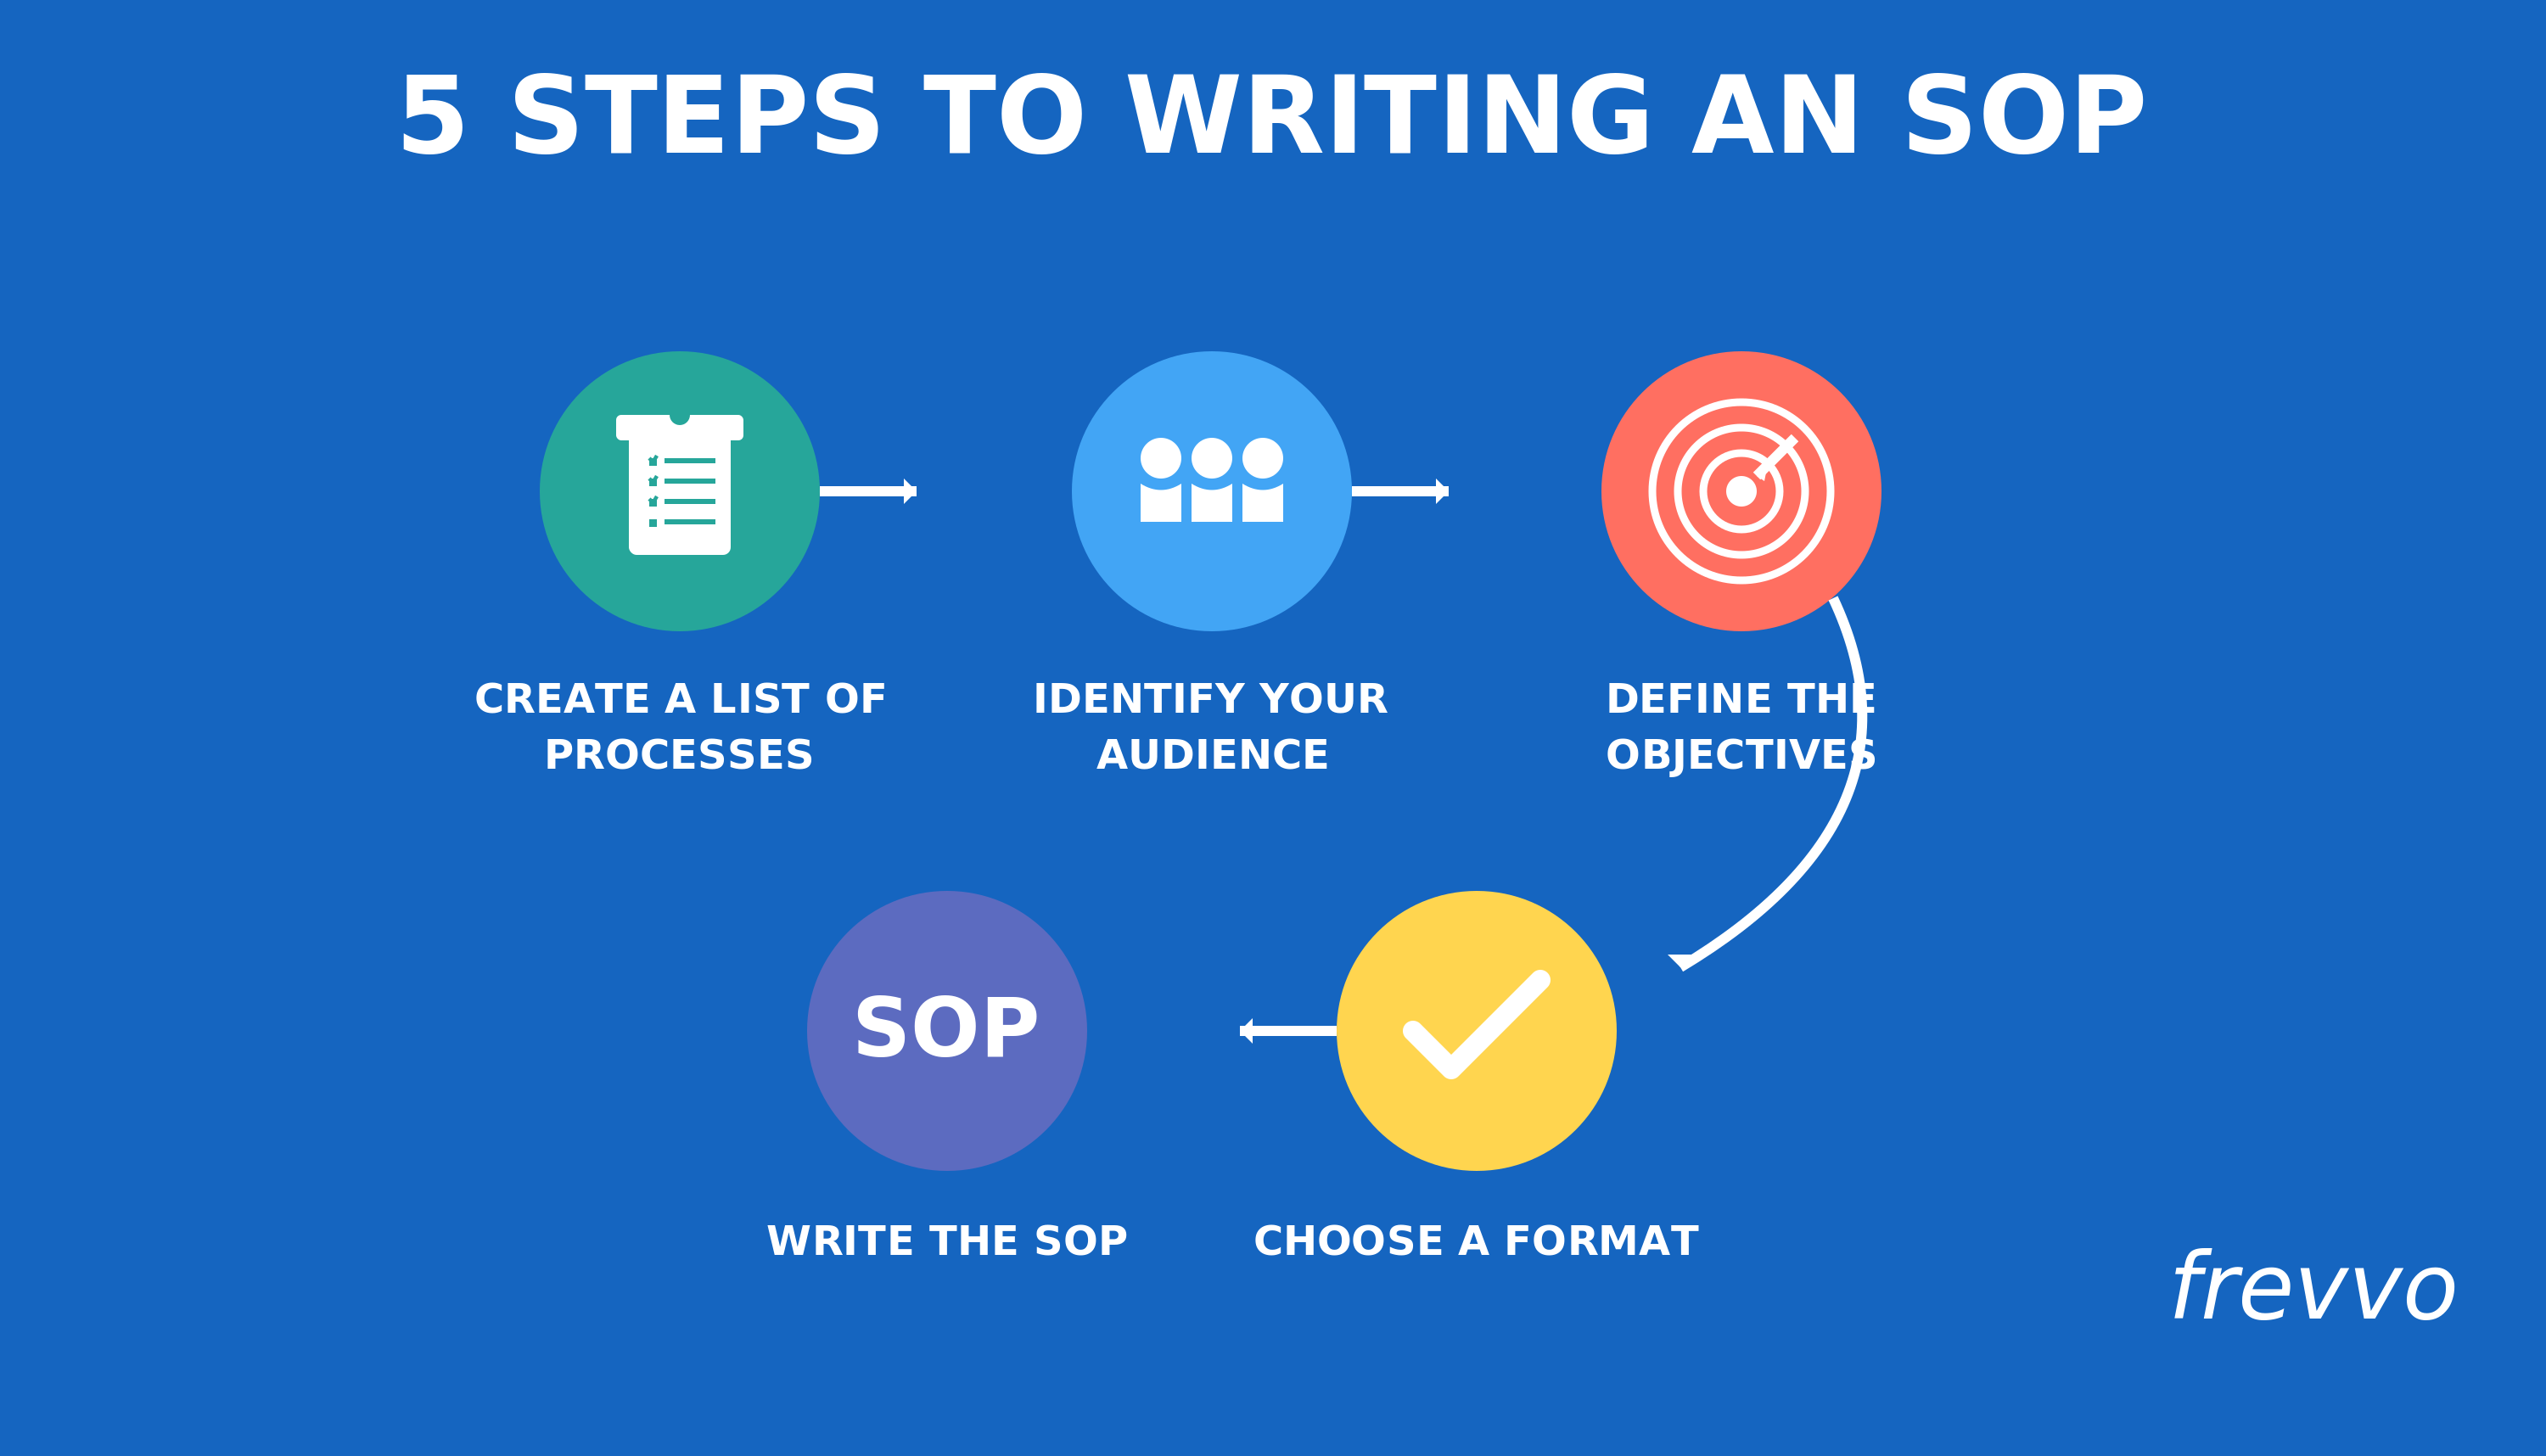 5 STEPS TO WRITING AN SOP
CREATE A LIST OF
PROCESSES
IDENTIFY YOUR
AUDIENCE
DEFINE THE
OBJECTIVES
SOP
WRITE THE SOP
CHOOSE A FORMAT
frevvo